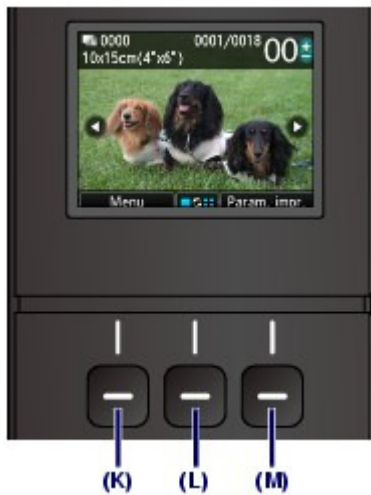 0000 0001/0018 00±
10x15cm(4"x6")
Menu Param. impr.
(K) (L) (M)